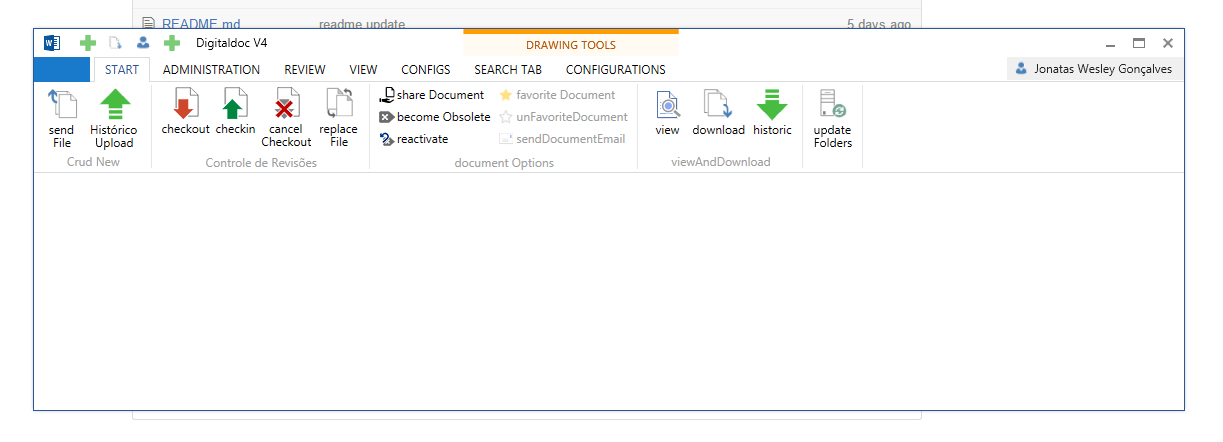 README.md readme update 5 days ago
Digitaldoc V4 DRAWING TOOLS
START ADMINISTRATION REVIEW VIEW CONFIGS SEARCH TAB CONFIGURATIONS Jonatas Wesley Gonçalves
send File
Histórico Upload
Crud New
checkout checkin cancel Checkout replace File
Controle de Revisões
share Document favorite Document
become Obsolete unFavoriteDocument
reactivate sendDocumentEmail
document Options
view download historic
viewAndDownload
update Folders